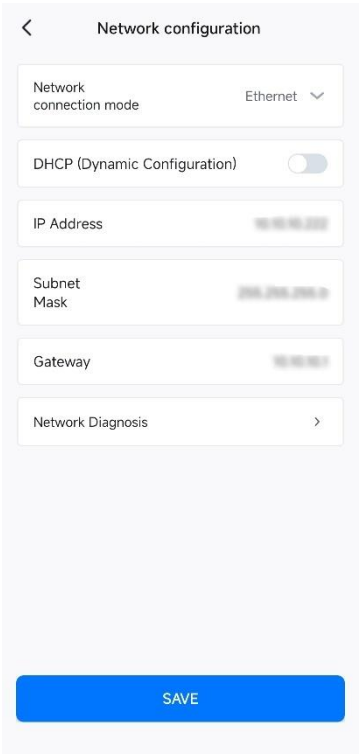 Network configuration
Network
connection mode
Ethernet
DHCP (Dynamic Configuration)
IP Address
Subnet
Mask
Gateway
Network Diagnosis
SAVE